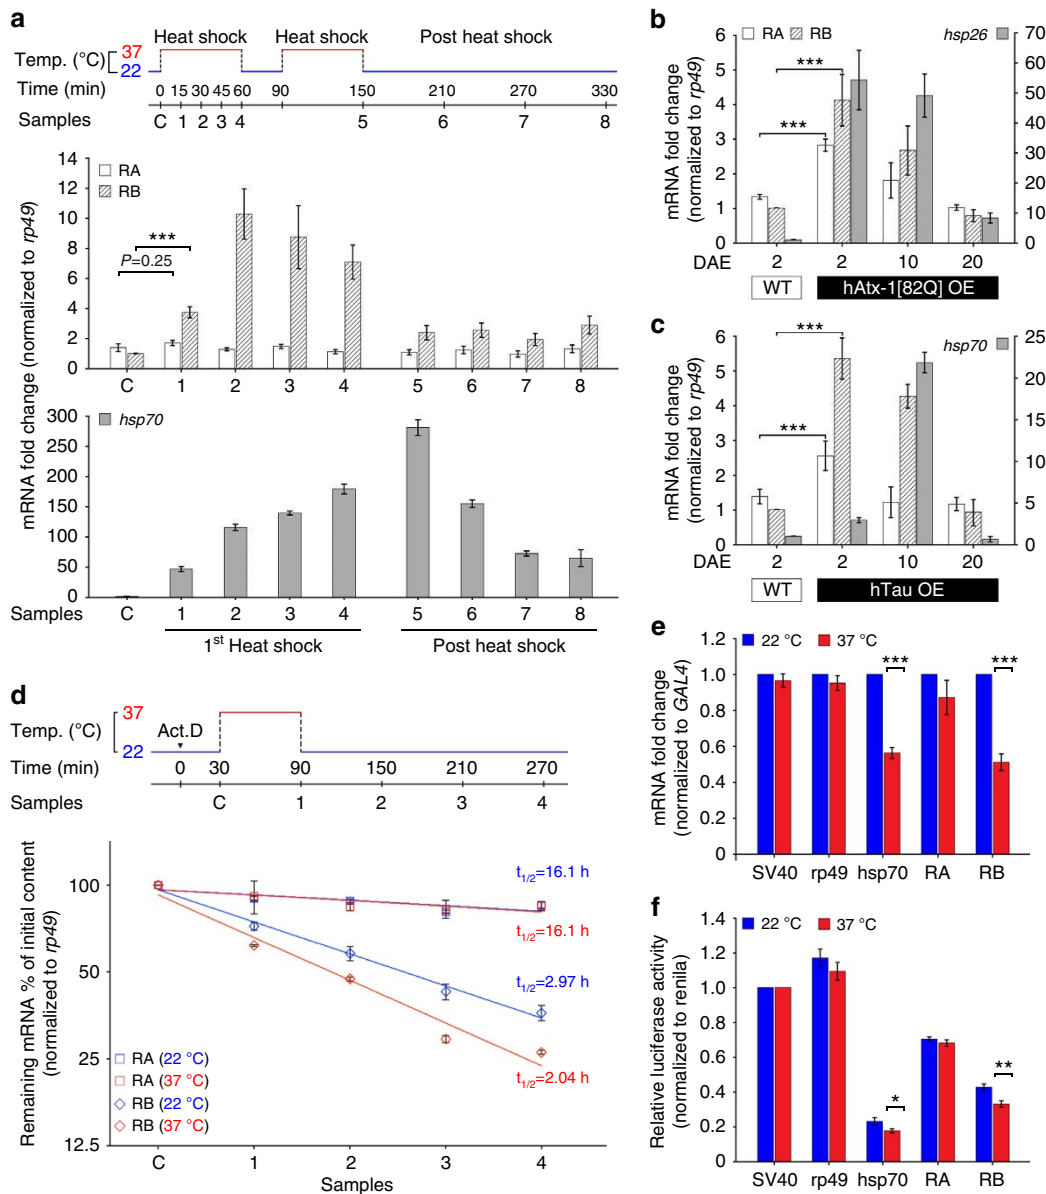 a
Heat shock Heat shock Post heat shock
Temp. (°C) 37
22
Time (min) 0 15 30 45 60 90 150 210 270 330
Samples C 1 2 3 4 5 6 7 8
mRNA fold change (normalized to rp49)
14
12
10
8
6
4
2
0
RA
RB
***
P=0.25
C 1 2 3 4 5 6 7 8
300
250
200
150
100
50
0
hsp70
Samples C 1 2 3 4 5 6 7 8
1st Heat shock Post heat shock
b
mRNA fold change
(normalized to rp49)
6
5
4
3
2
1
0
RA RB hsp26
***
***
70
60
50
40
30
20
10
0
DAE 2 2 10 20
WT hAtx-1[82Q] OE
c
mRNA fold change
(normalized to rp49)
6
5
4
3
2
1
0
***
***
hsp70
25
20
15
10
5
0
DAE 2 2 10 20
WT hTau OE
d
Temp. (°C) 37
22
Act.D
Time (min) 0 30 90 150 210 270
Samples C 1 2 3 4
Remaining mRNA % of initial content
(normalized to rp49)
100
50
25
12.5
t1/2=16.1 h
t1/2=16.1 h
t1/2=2.97 h
t1/2=2.04 h
RA (22 °C)
RA (37 °C)
RB (22 °C)
RB (37 °C)
C 1 2 3 4
Samples
e
mRNA fold change
(normalized to GAL4)
1.2
1.0
0.8
0.6
0.4
0.2
0
22 °C 37 °C
***
***
SV40 rp49 hsp70 RA RB
f
Relative luciferase activity
(normalized to renila)
1.4
1.2
1.0
0.6
0.4
0.2
0
22 °C 37 °C
*
**
SV40 rp49 hsp70 RA RB